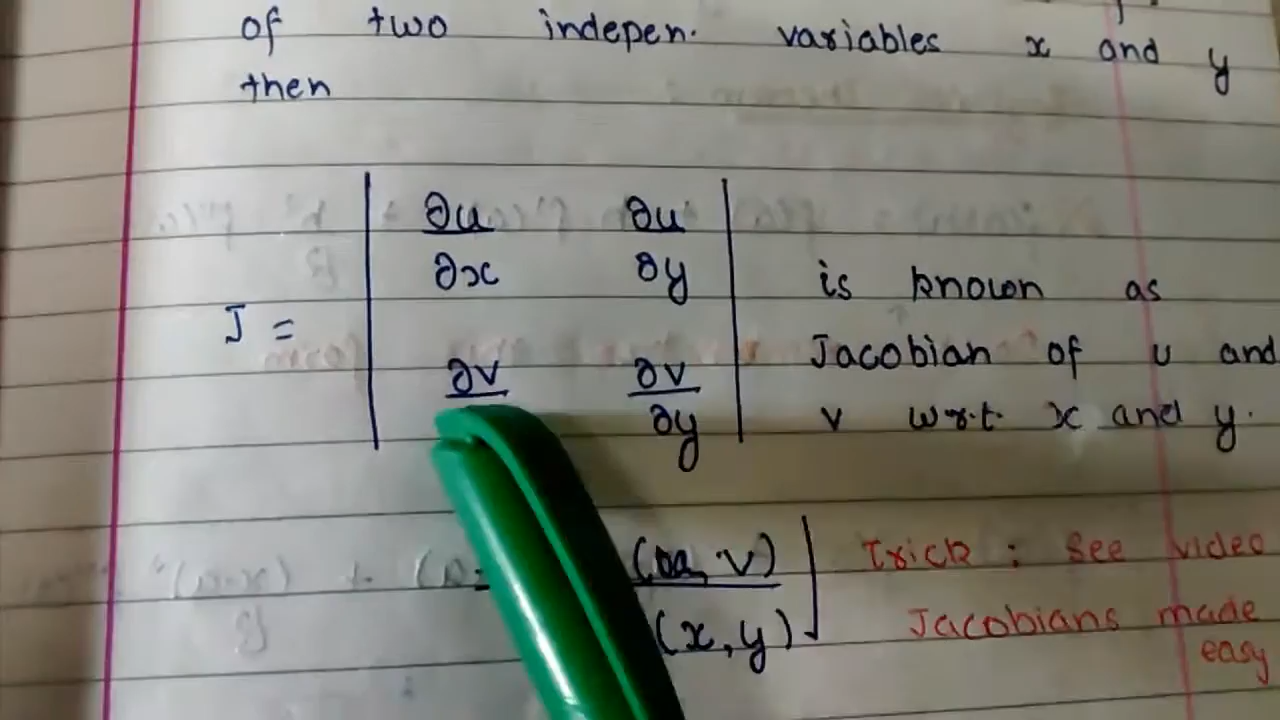 of two indepen. variables x and y
then
J = | ∂u/∂x ∂u/∂y | is known as
Jacobian of u and
| ∂v ∂v/∂y | v w.r.t. x and y.
(u, v) Trick : see video
(x, y) Jacobians made
easy